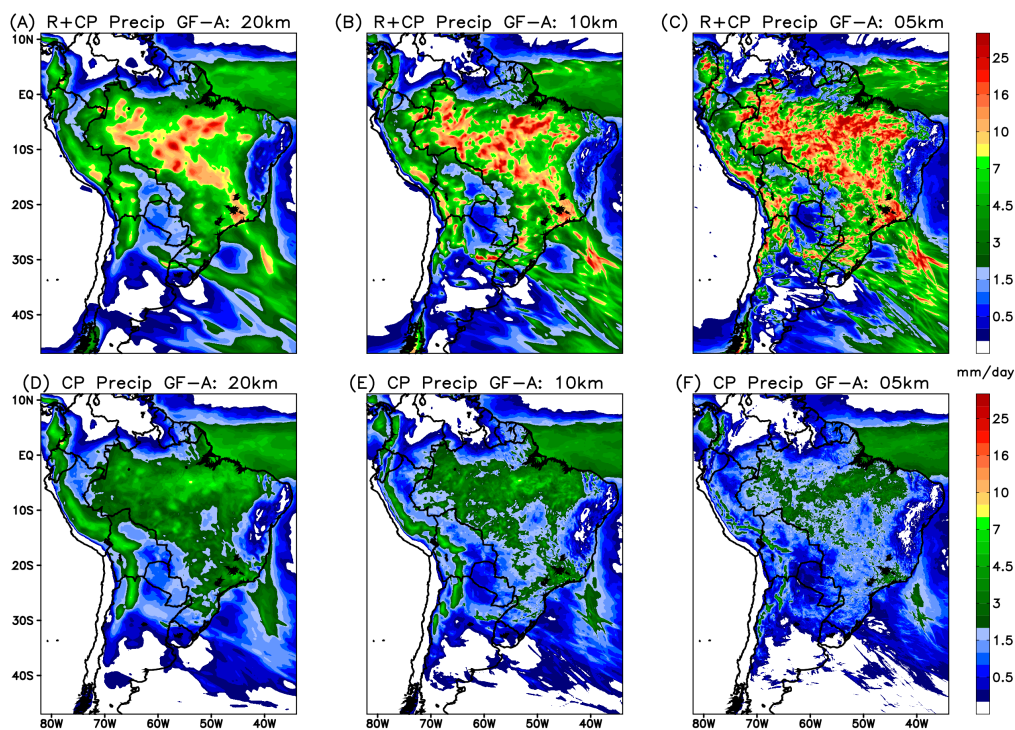 (A) R+CP Precip GF-A: 20km
(B) R+CP Precip GF-A: 10km
(C) R+CP Precip GF-A: 05km
10N
EQ
10S
20S
30S
40S
25
16
10
7
4.5
3
1.5
0.5
mm/day
(D) CP Precip GF-A: 20km
(E) CP Precip GF-A: 10km
(F) CP Precip GF-A: 05km
10N
EQ
10S
20S
30S
40S
25
16
10
7
4.5
3
1.5
0.5
80W 70W 60W 50W 40W
80W 70W 60W 50W 40W
80W 70W 60W 50W 40W